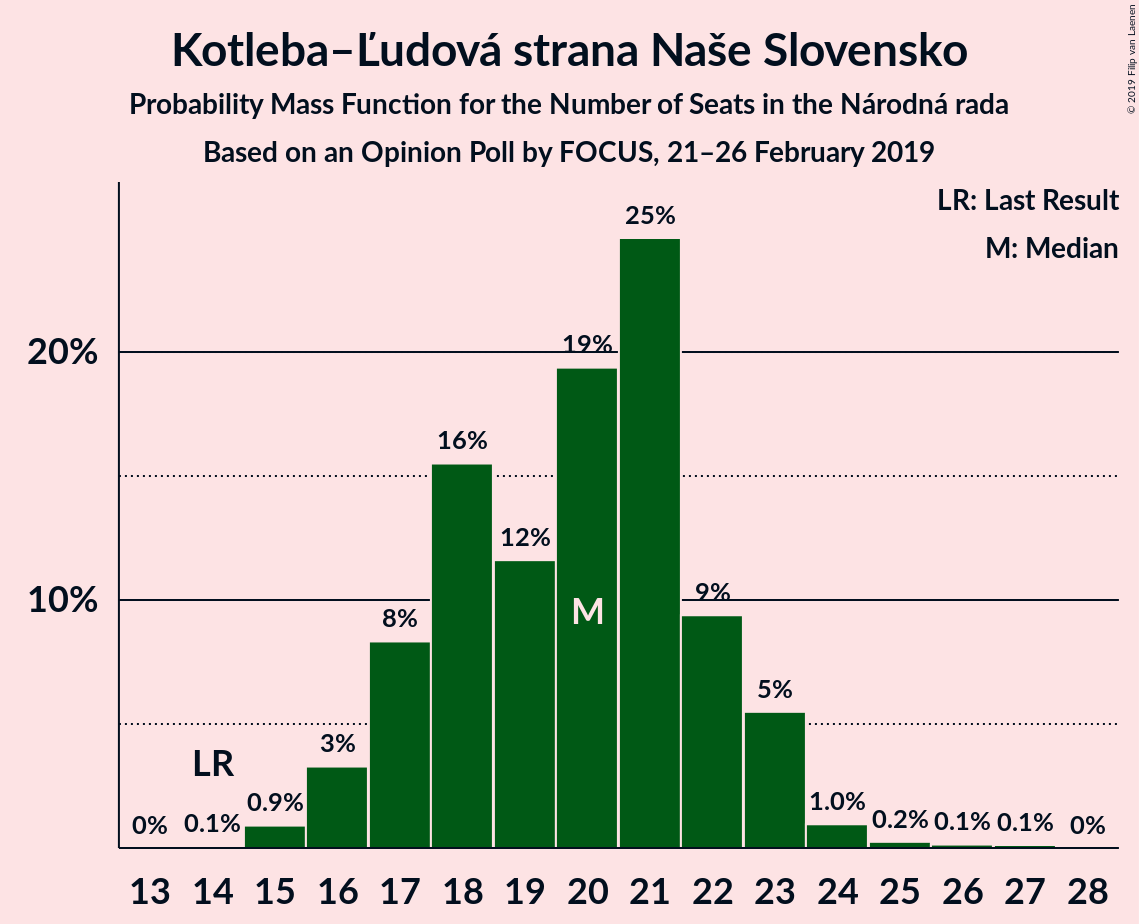 Kotleba–Ľudová strana Naše Slovensko
Probability Mass Function for the Number of Seats in the Národná rada
Based on an Opinion Poll by FOCUS, 21–26 February 2019
© 2019 Filip van Laenen
LR: Last Result
M: Median
20%
10%
0%
0.1%
0.9%
3%
8%
16%
12%
19%
25%
9%
5%
1.0%
0.2%
0.1%
0.1%
0%
LR
M
13 14 15 16 17 18 19 20 21 22 23 24 25 26 27 28